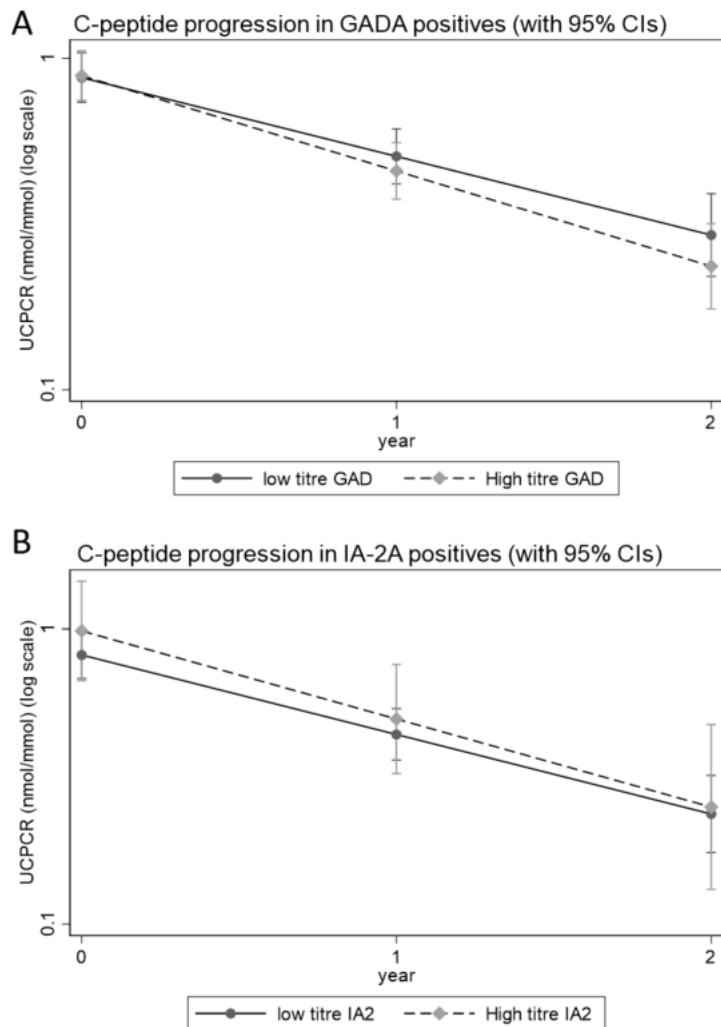 A
C-peptide progression in GADA positives (with 95% CIs)
UCPCR (nmol/mmol) (log scale)
1
0.1
0
1
2
year
low titre GAD
High titre GAD
B
C-peptide progression in IA-2A positives (with 95% CIs)
UCPCR (nmol/mmol) (log scale)
1
0.1
0
1
2
year
low titre IA2
High titre IA2